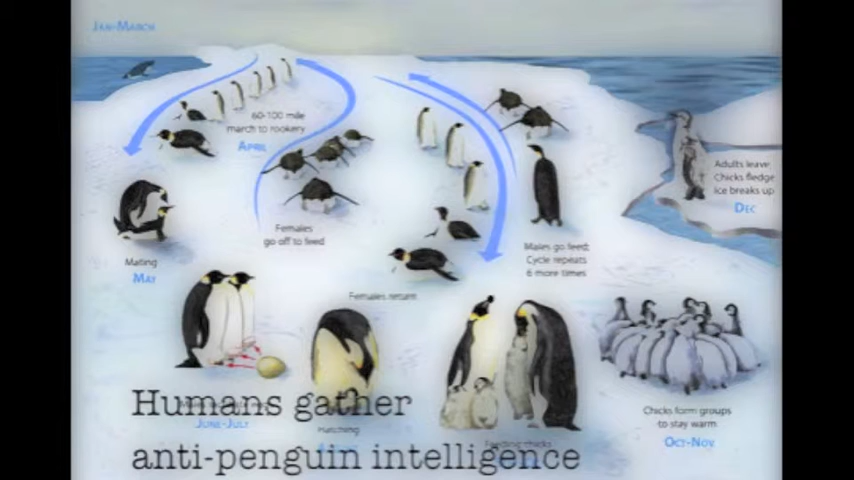 JAN-MARCH
60-100 mile
march to rookery
APRIL
Females
go off to feed
Mating
MAY
Females return
Males go feed;
Cycle repeats
6 more times
Adults leave
Chicks fledge
Ice breaks up
DEC
JUNE-JULY
Hatching
Feeding chicks
Chicks form groups
to stay warm
OCT-NOV
Humans gather
anti-penguin intelligence